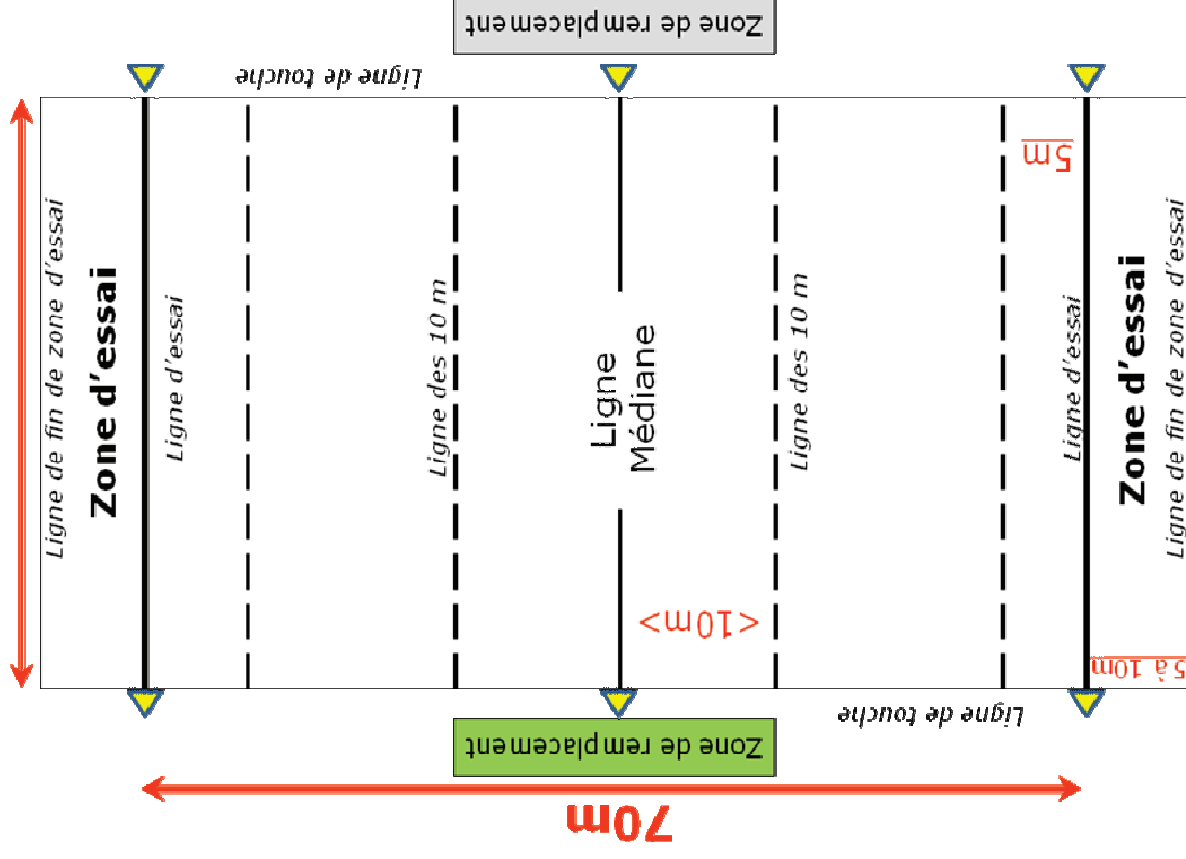 Zone de remplacement
Ligne de touche
Ligne de fin de zone d'essai
Zone d'essai
Ligne d'essai
Ligne des 10 m
Ligne
Médiane
Ligne des 10 m
5m
Ligne d'essai
Zone d'essai
Ligne de fin de zone d'essai
<10m>
5 à 10m
Ligne de touche
Zone de remplacement
70m